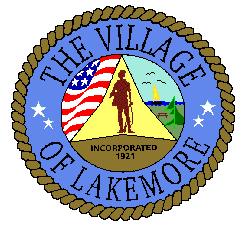 THE VILLAGE
INCORPORATED
1921
OF LAKEMORE